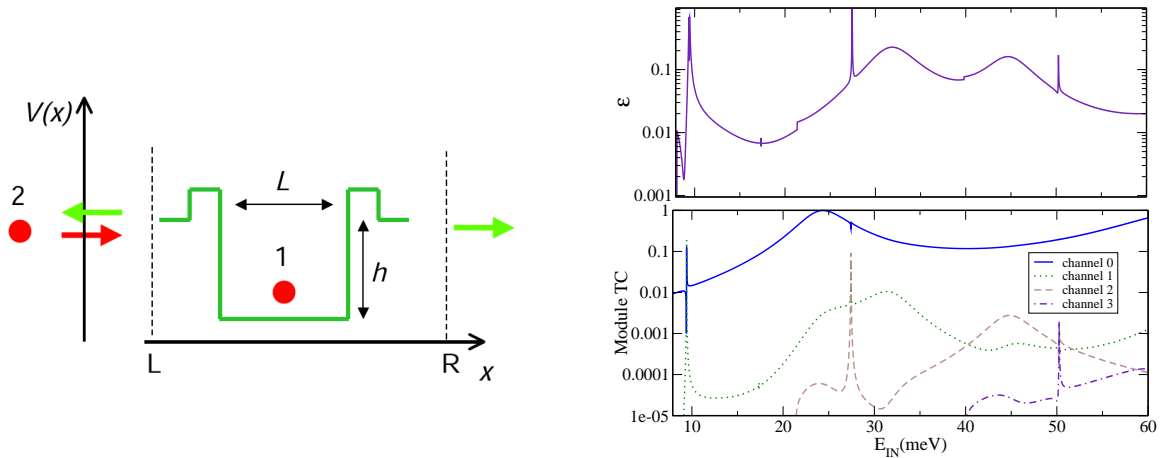 V(x)
2
L
1
h
L
R
x
ε
0.1
0.01
0.001
Module TC
1
0.1
0.01
0.001
0.0001
1e-05
channel 0
channel 1
channel 2
channel 3
10 20 30 40 50 60
E_IN(meV)